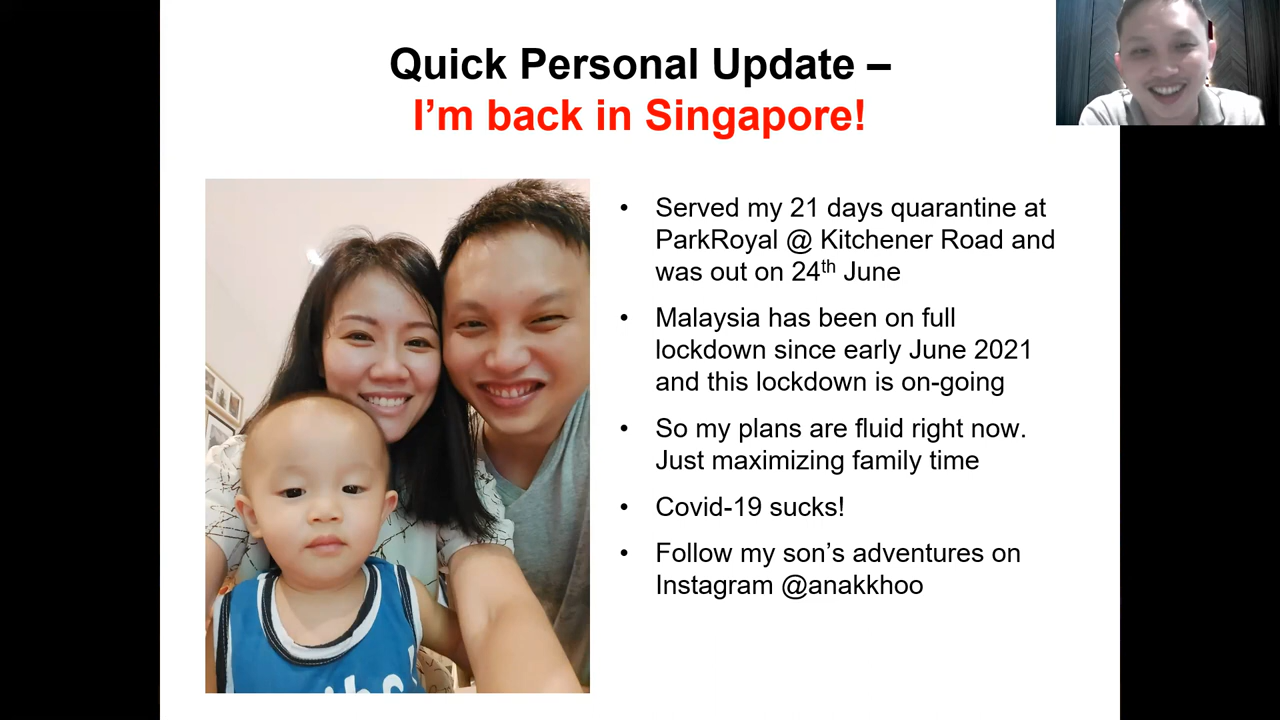 Quick Personal Update –
I'm back in Singapore!
• Served my 21 days quarantine at
ParkRoyal @ Kitchener Road and
was out on 24th June
• Malaysia has been on full
lockdown since early June 2021
and this lockdown is on-going
• So my plans are fluid right now.
Just maximizing family time
• Covid-19 sucks!
• Follow my son's adventures on
Instagram @anakkhoo